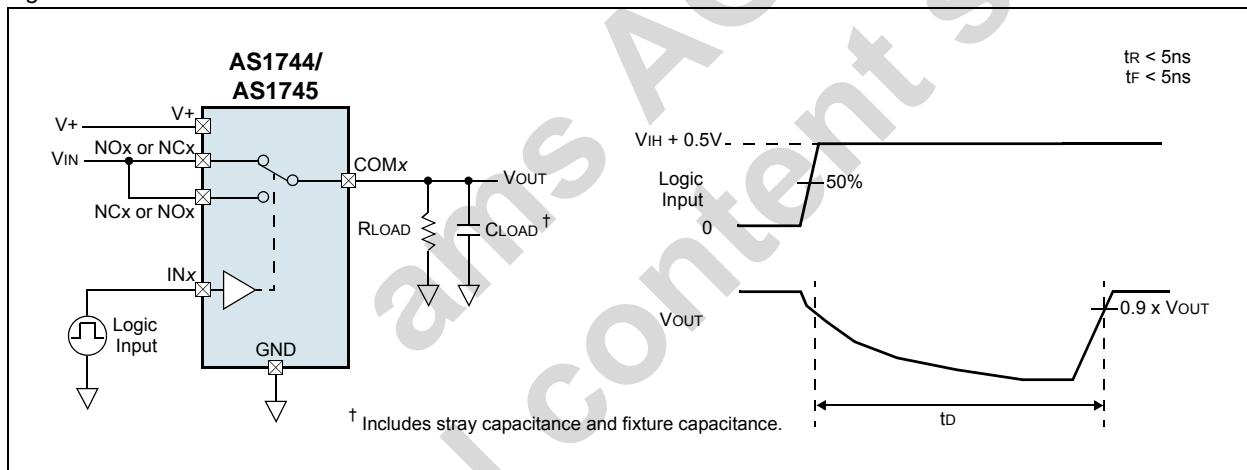 AS1744/
AS1745
V+
V+
NOx or NCx
VIN
NCx or NOx
COMx
VOUT
RLOAD
CLOAD †
INx
Logic
Input
GND
† Includes stray capacitance and fixture capacitance.
tR < 5ns
tF < 5ns
VIH + 0.5V
Logic
Input
50%
0
VOUT
0.9 x VOUT
tD